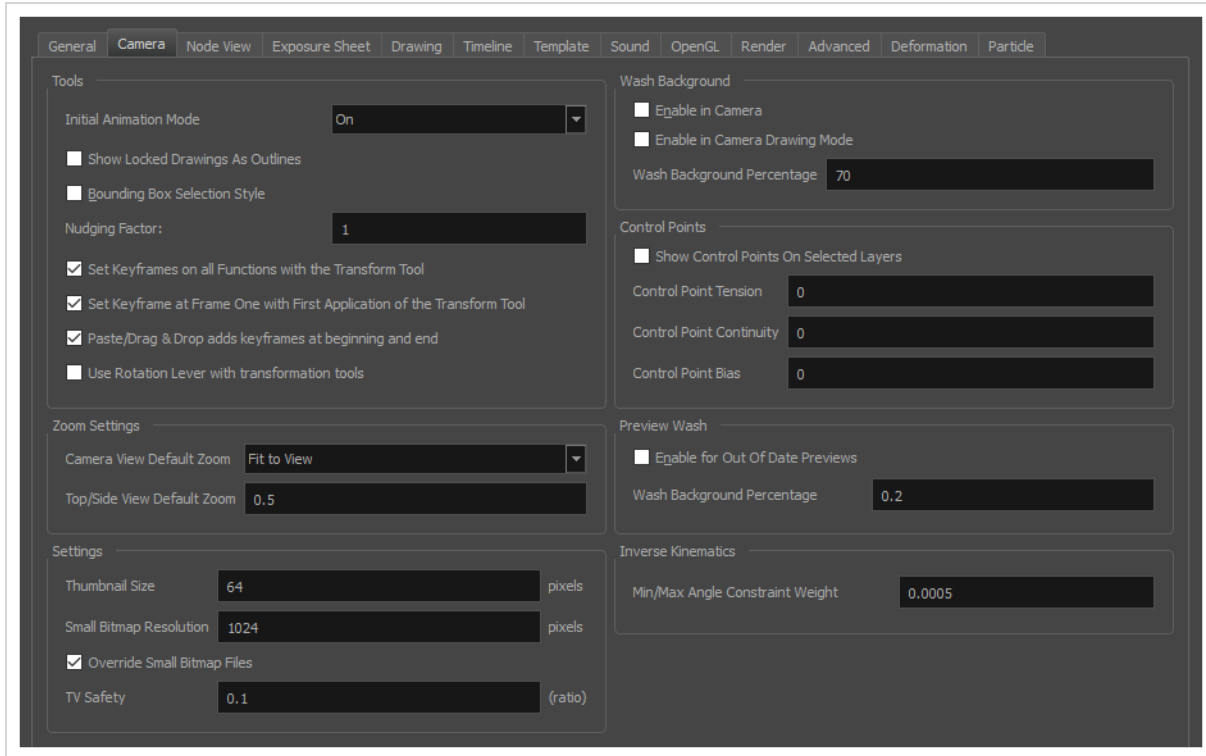 General Camera Node View Exposure Sheet Drawing Timeline Template Sound OpenGL Render Advanced Deformation Particle
Tools
Initial Animation Mode On
Show Locked Drawings As Outlines
Bounding Box Selection Style
Nudging Factor: 1
Set Keyframes on all Functions with the Transform Tool
Set Keyframe at Frame One with First Application of the Transform Tool
Paste/Drag & Drop adds keyframes at beginning and end
Use Rotation Lever with transformation tools
Zoom Settings
Camera View Default Zoom Fit to View
Top/Side View Default Zoom 0.5
Settings
Thumbnail Size 64 pixels
Small Bitmap Resolution 1024 pixels
Override Small Bitmap Files
TV Safety 0.1 (ratio)
Wash Background
Enable in Camera
Enable in Camera Drawing Mode
Wash Background Percentage 70
Control Points
Show Control Points On Selected Layers
Control Point Tension 0
Control Point Continuity 0
Control Point Bias 0
Preview Wash
Enable for Out Of Date Previews
Wash Background Percentage 0.2
Inverse Kinematics
Min/Max Angle Constraint Weight 0.0005